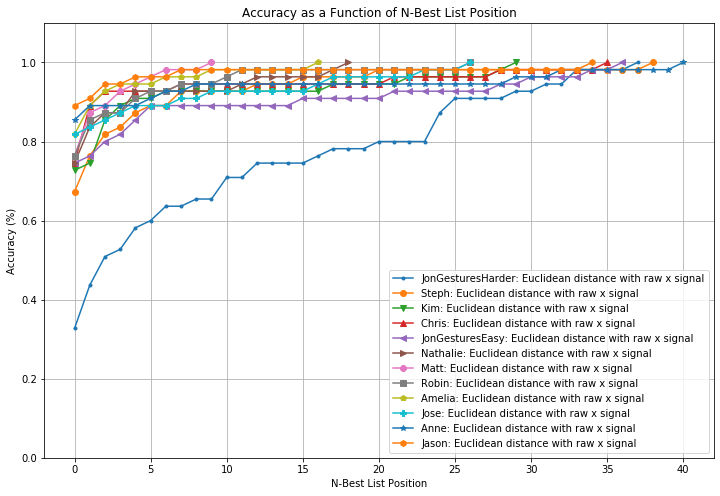 Accuracy as a Function of N-Best List Position
Accuracy (%)
1.0
0.8
0.6
0.4
0.2
0.0
JonGesturesHarder: Euclidean distance with raw x signal
Steph: Euclidean distance with raw x signal
Kim: Euclidean distance with raw x signal
Chris: Euclidean distance with raw x signal
JonGesturesEasy: Euclidean distance with raw x signal
Nathalie: Euclidean distance with raw x signal
Matt: Euclidean distance with raw x signal
Robin: Euclidean distance with raw x signal
Amelia: Euclidean distance with raw x signal
Jose: Euclidean distance with raw x signal
Anne: Euclidean distance with raw x signal
Jason: Euclidean distance with raw x signal
0 5 10 15 20 25 30 35 40
N-Best List Position